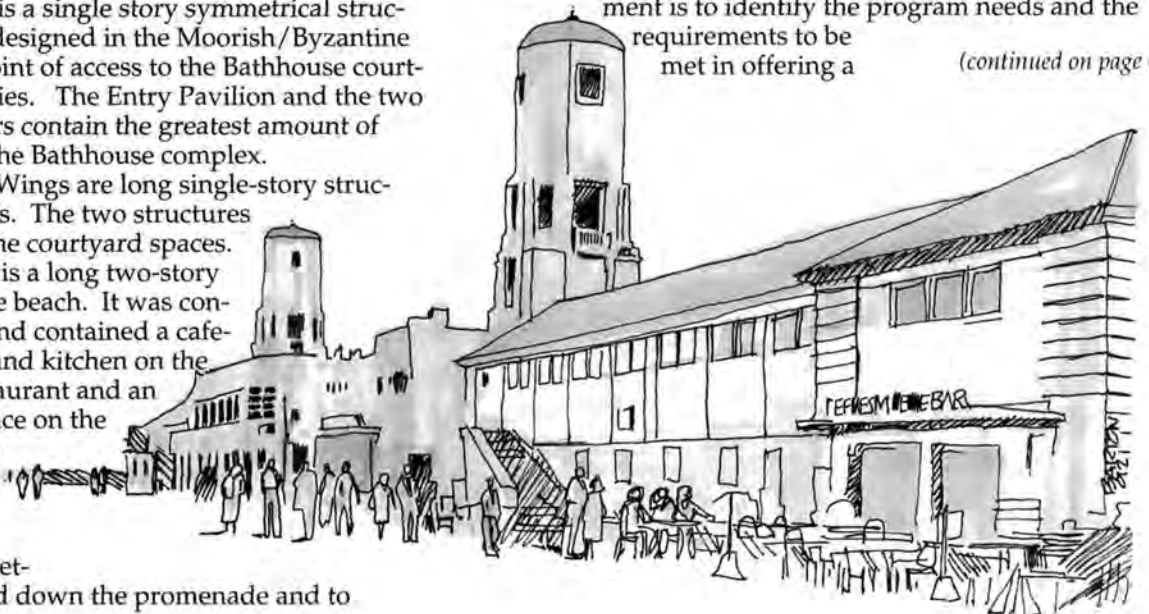 is a single story symmetrical struc-
designed in the Moorish/Byzantine
oint of access to the Bathhouse court-
ies. The Entry Pavilion and the two
rs contain the greatest amount of
he Bathhouse complex.
Wings are long single-story struc-
s. The two structures
ne courtyard spaces.
is a long two-story
e beach. It was con-
nd contained a cafe-
and kitchen on the
aurant and an
ce on the
et-
d down the promenade and to
ment is to identify the program needs and the
requirements to be
met in offering a
(continued on page
BAR